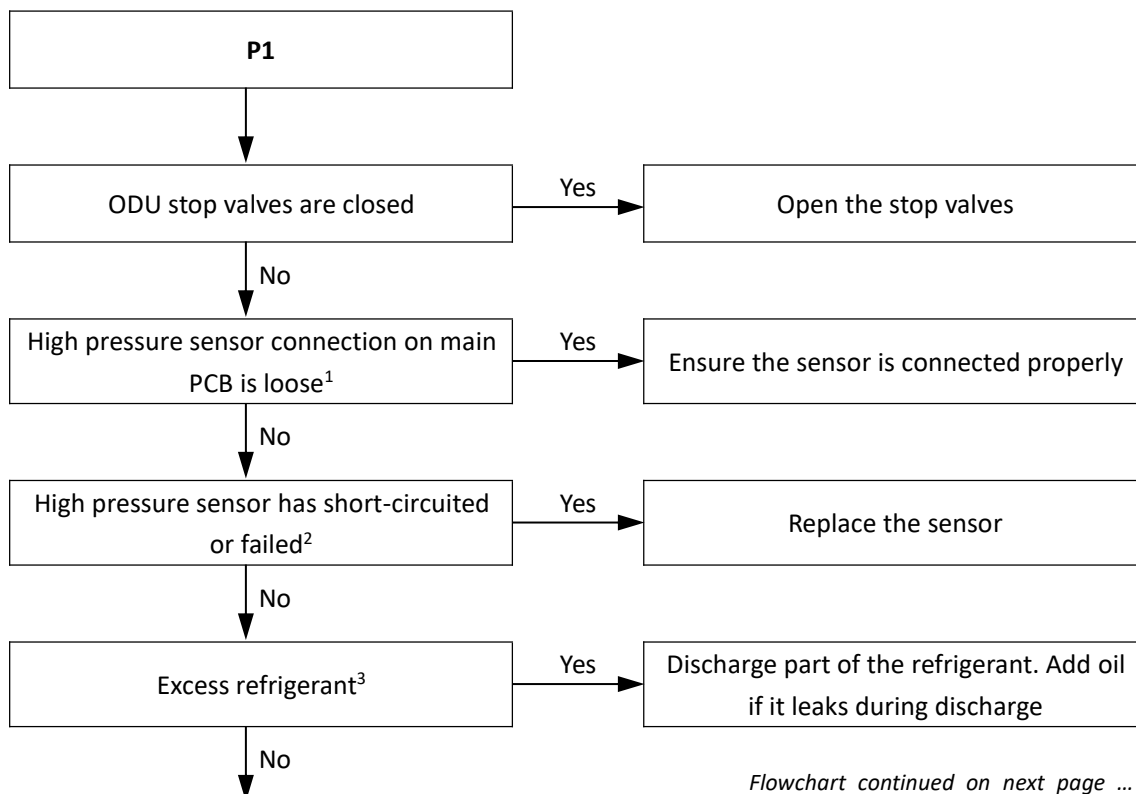 P1
ODU stop valves are closed
Yes
Open the stop valves
No
High pressure sensor connection on main
PCB is loose¹
Yes
Ensure the sensor is connected properly
No
High pressure sensor has short-circuited
or failed²
Yes
Replace the sensor
No
Excess refrigerant³
Yes
Discharge part of the refrigerant. Add oil
if it leaks during discharge
No
Flowchart continued on next page ...